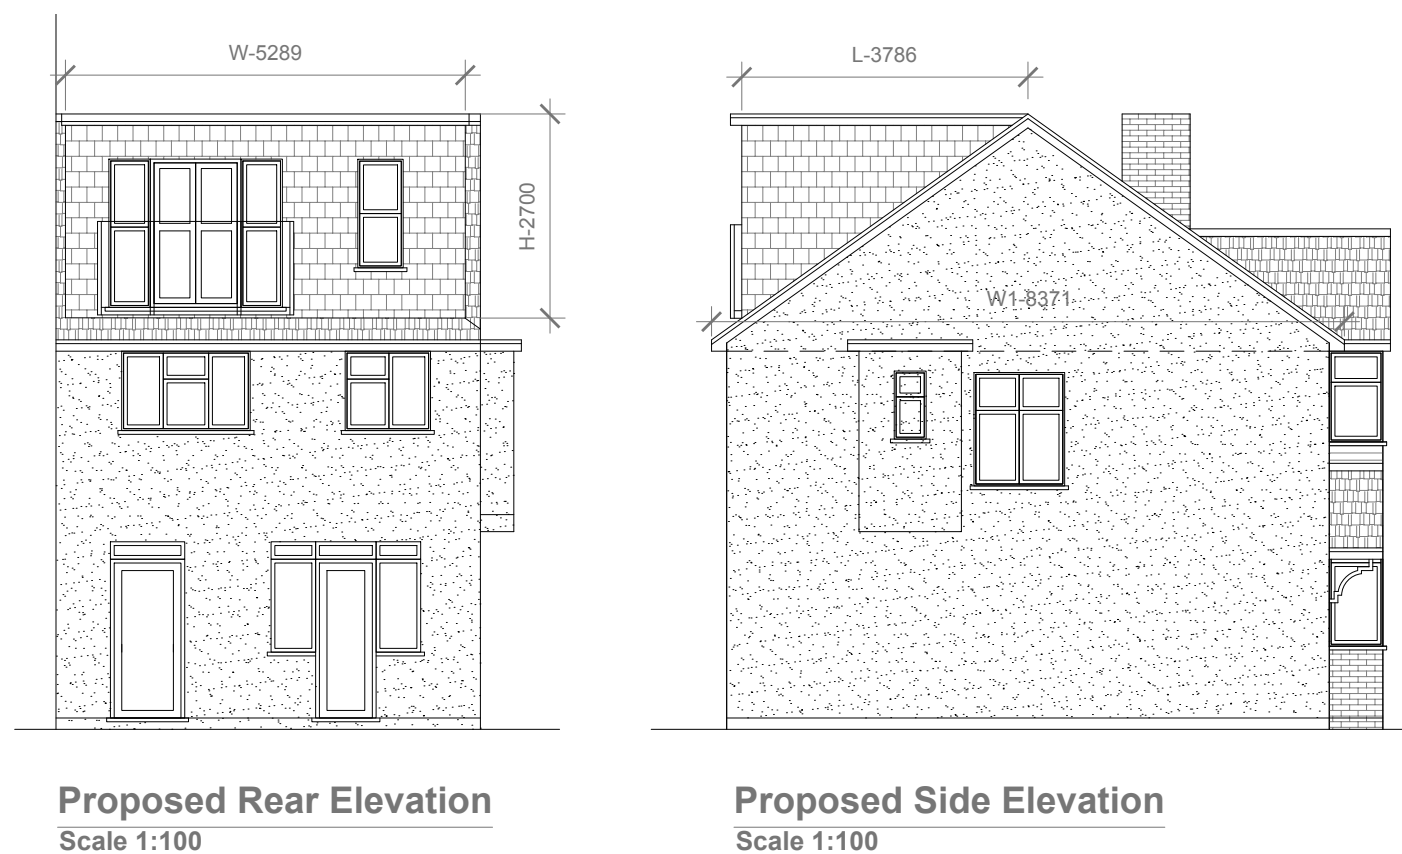 W-5289
L-3786
H-2700
W1-8371
Proposed Rear Elevation
Scale 1:100
Proposed Side Elevation
Scale 1:100